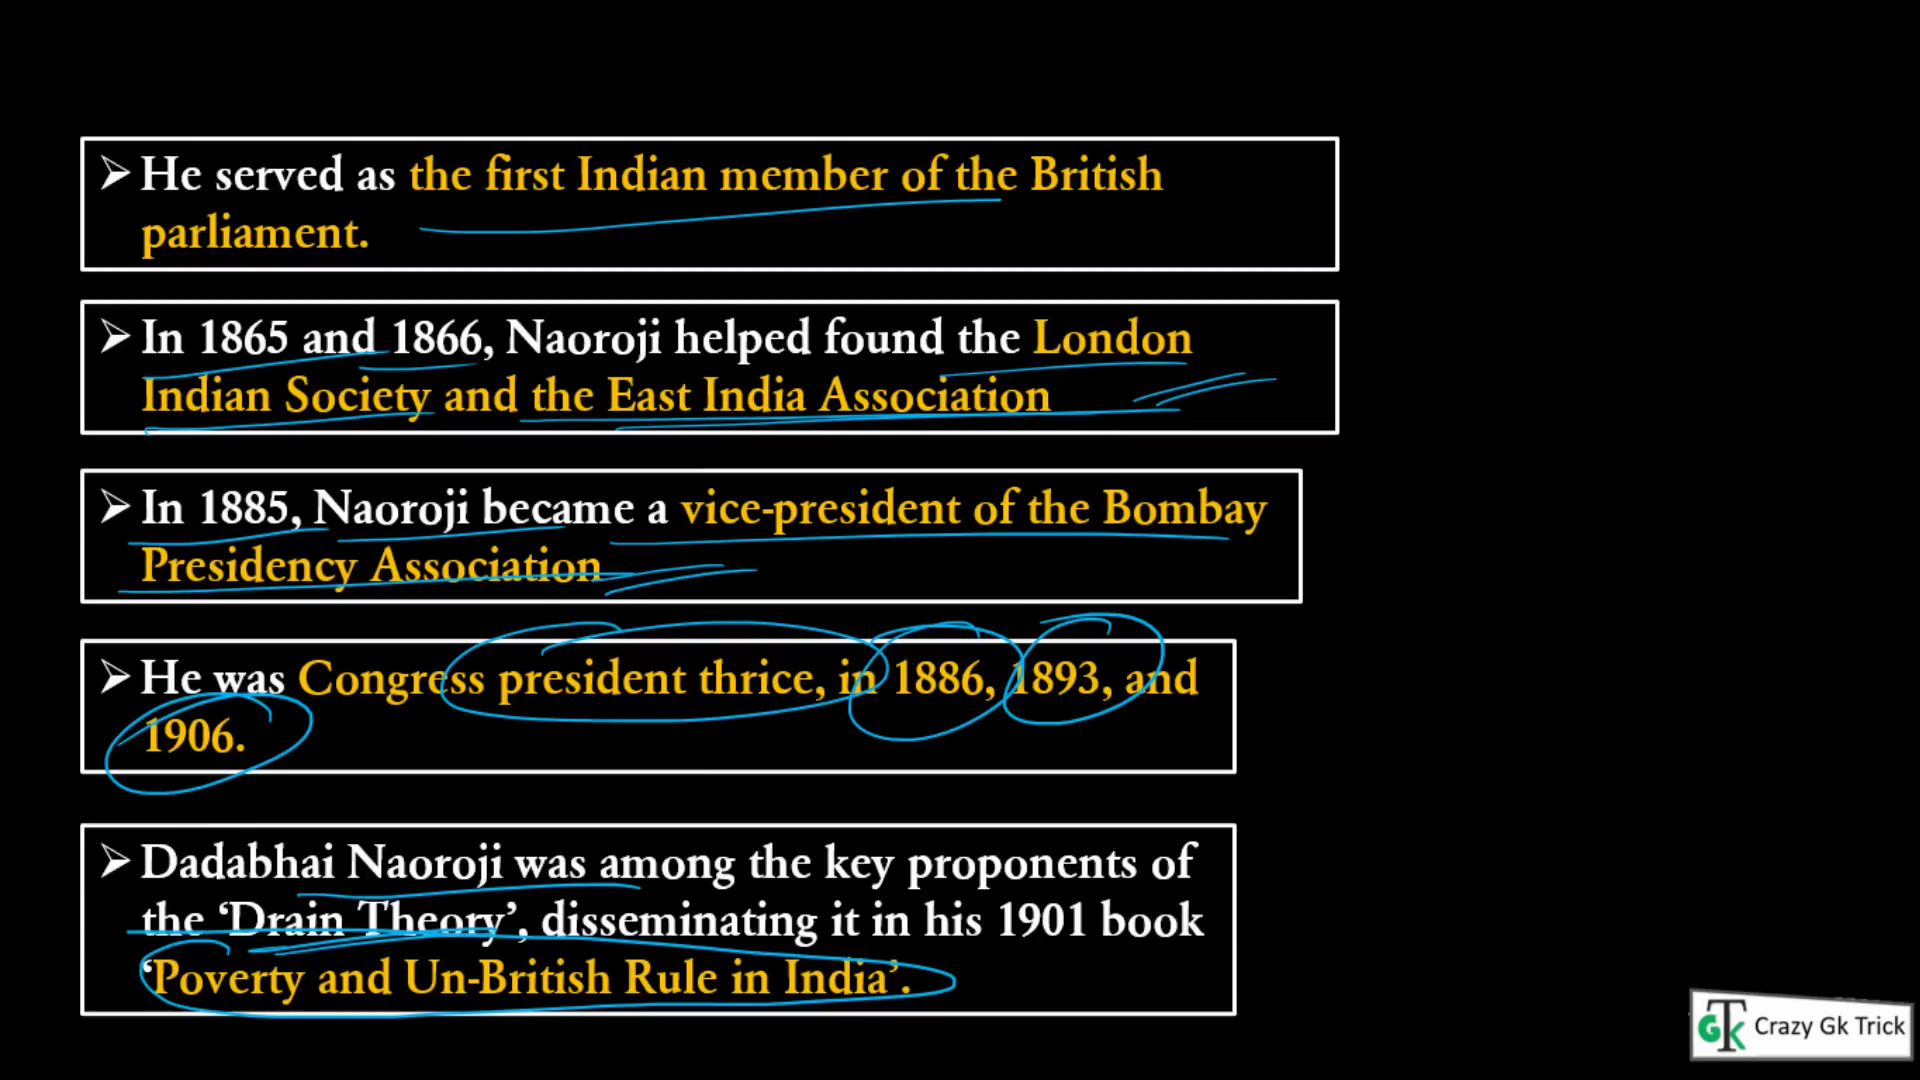 ➢ He served as the first Indian member of the British
parliament.
➢ In 1865 and 1866, Naoroji helped found the London
Indian Society and the East India Association
➢ In 1885, Naoroji became a vice-president of the Bombay
Presidency Association
➢ He was Congress president thrice, in 1886, 1893, and
1906.
➢ Dadabhai Naoroji was among the key proponents of
the ‘Drain Theory’, disseminating it in his 1901 book
‘Poverty and Un-British Rule in India’.
GTK Crazy Gk Trick